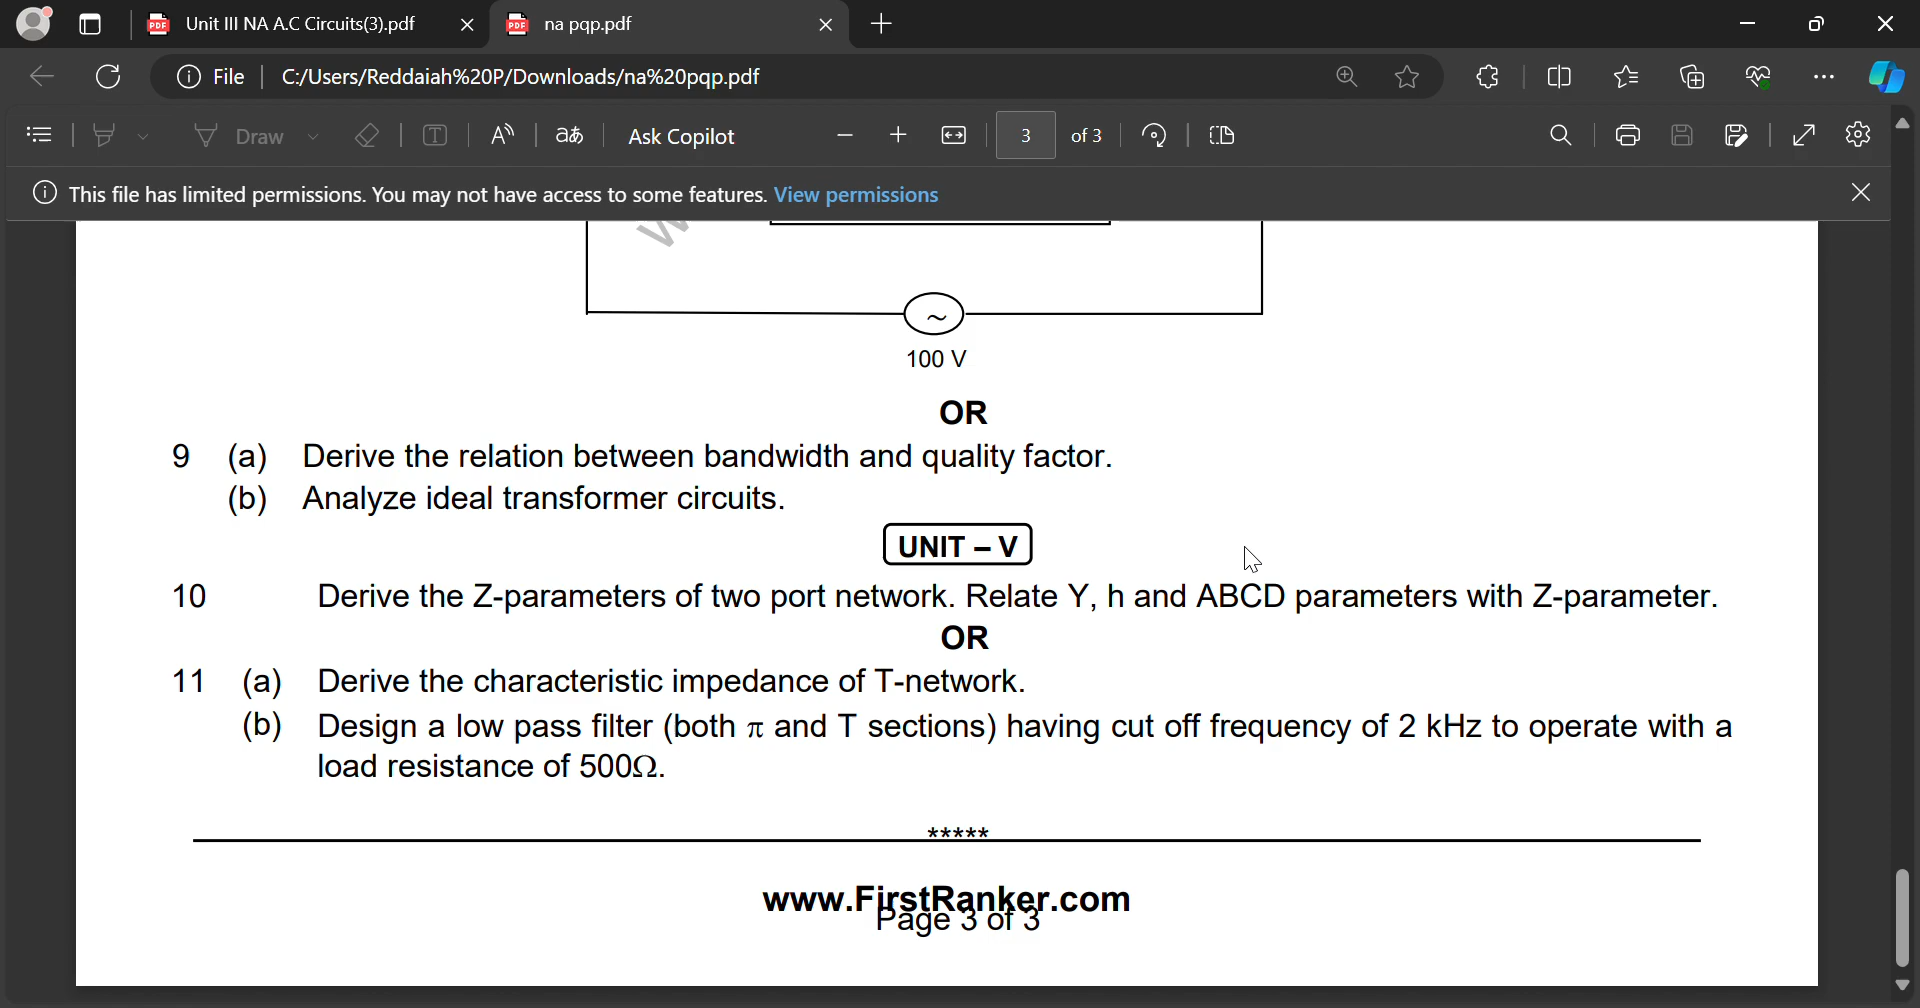 Unit III NA A.C Circuits(3).pdf
na pqp.pdf
File
C:/Users/Reddaiah%20P/Downloads/na%20pqp.pdf
Draw
T
A
aあ
Ask Copilot
3
of 3
This file has limited permissions. You may not have access to some features. View permissions
~
100 V
OR
9 (a) Derive the relation between bandwidth and quality factor.
(b) Analyze ideal transformer circuits.
UNIT – V
10 Derive the Z-parameters of two port network. Relate Y, h and ABCD parameters with Z-parameter.
OR
11 (a) Derive the characteristic impedance of T-network.
(b) Design a low pass filter (both π and T sections) having cut off frequency of 2 kHz to operate with a
load resistance of 500Ω.
*****
www.FirstRanker.com
Page 3 of 3